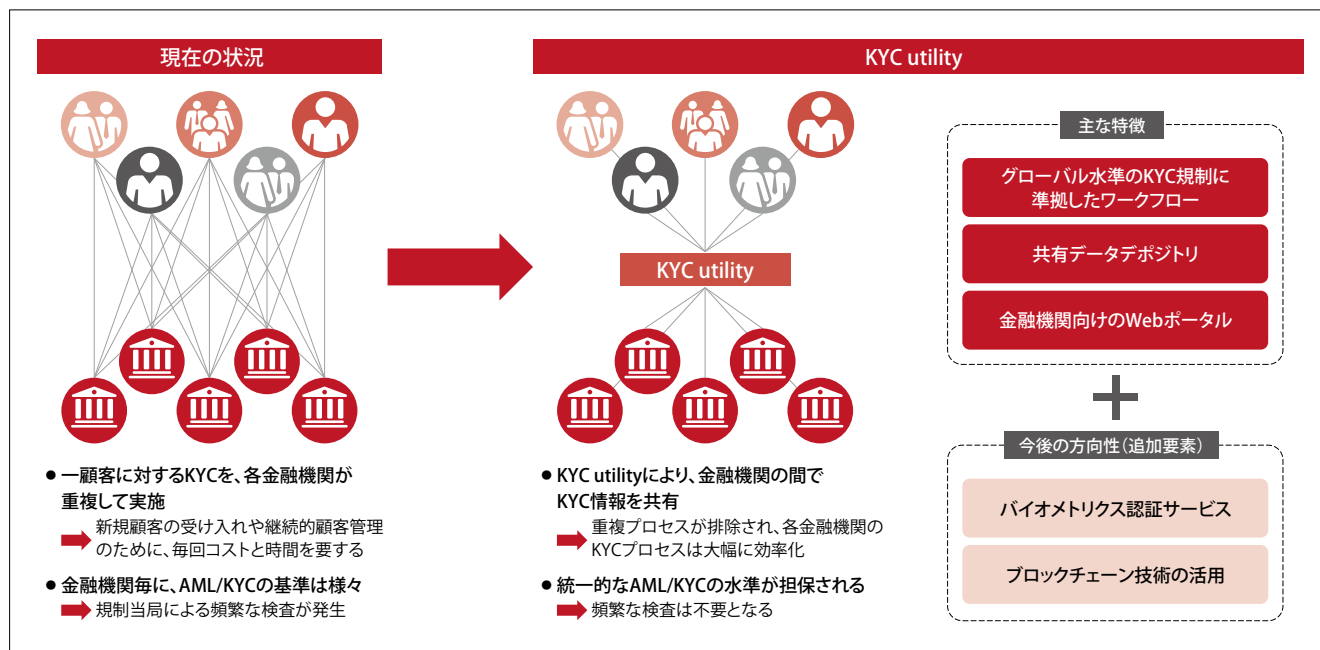 現在の状況
● 一顧客に対するKYCを、各金融機関が
重複して実施
新規顧客の受け入れや継続的顧客管理
のために、毎回コストと時間を要する
● 金融機関毎に、AML/KYCの基準は様々
規制当局による頻繁な検査が発生
KYC utility
KYC utility
● KYC utilityにより、金融機関の間で
KYC情報を共有
重複プロセスが排除され、各金融機関の
KYCプロセスは大幅に効率化
● 統一的なAML/KYCの水準が担保される
頻繁な検査は不要となる
主な特徴
グローバル水準のKYC規制に
準拠したワークフロー
共有データデポジトリ
金融機関向けのWebポータル
今後の方向性（追加要素）
バイオメトリクス認証サービス
ブロックチェーン技術の活用